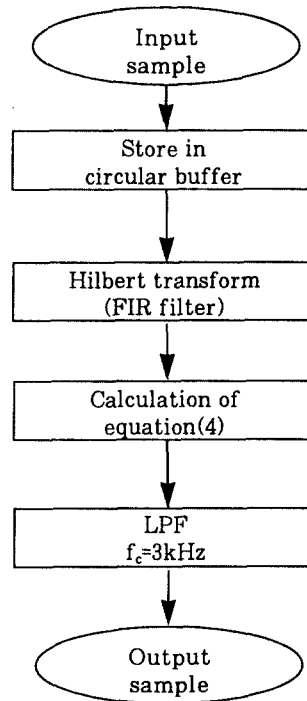 Input
sample
Store in
circular buffer
Hilbert transform
(FIR filter)
Calculation of
equation(4)
LPF
fc=3kHz
Output
sample